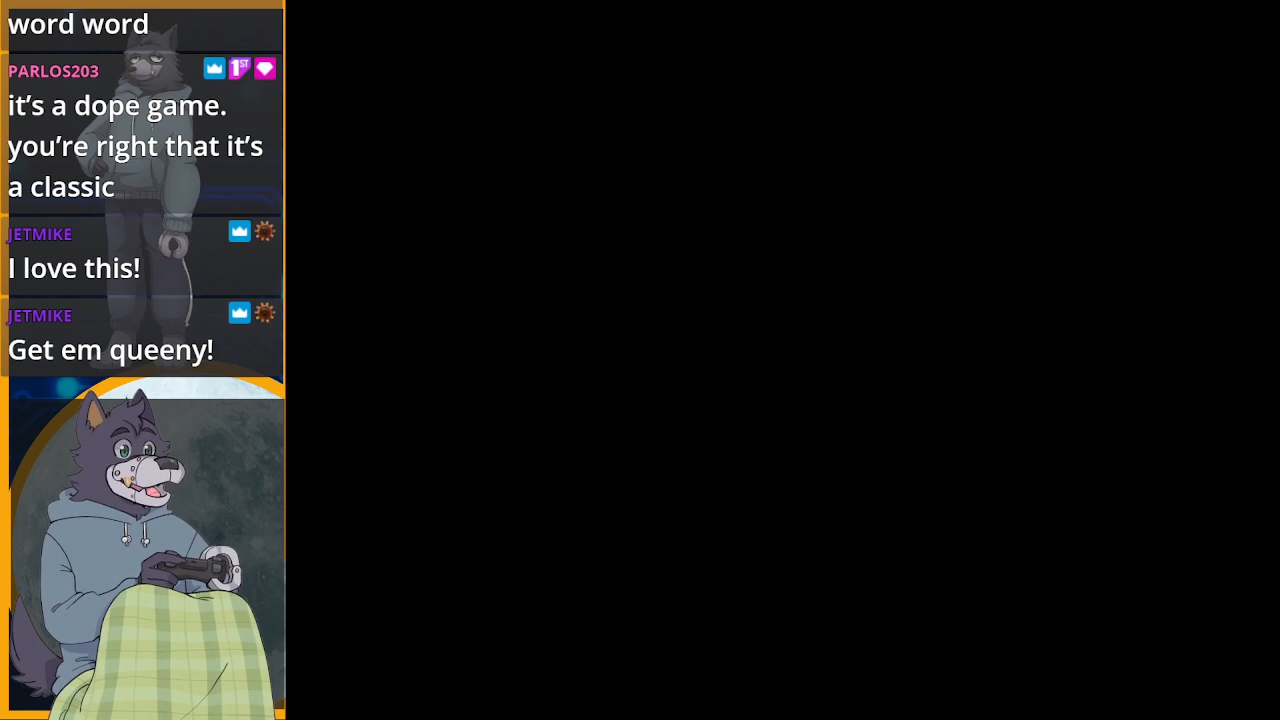 word word
PARLOS203
1ST
it’s a dope game.
you’re right that it’s
a classic
JETMIKE
I love this!
JETMIKE
Get em queeny!